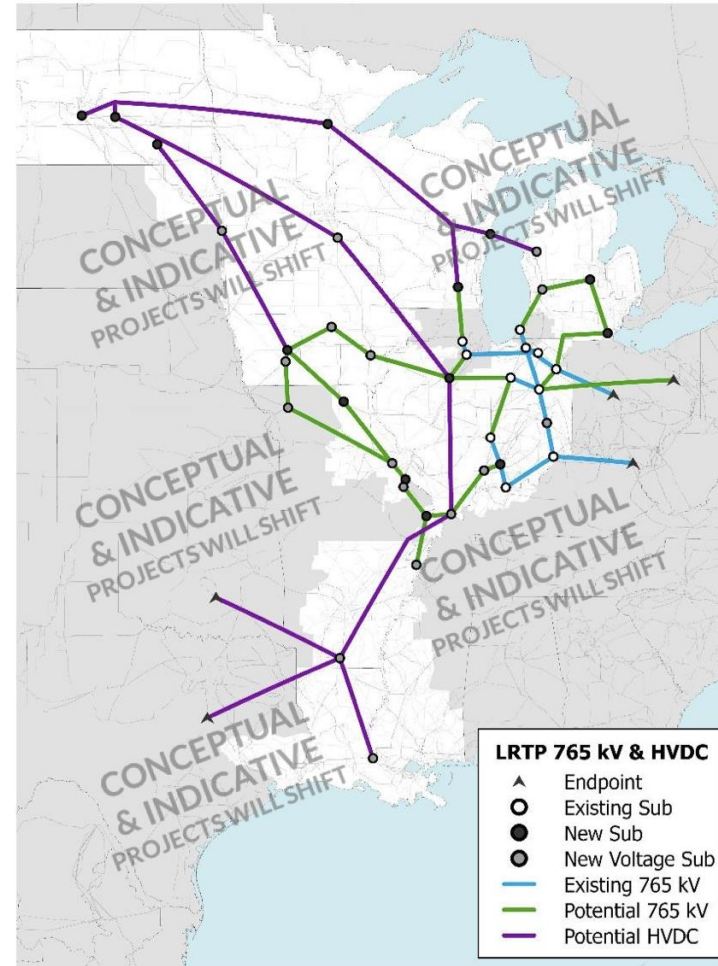 CONCEPTUAL
& INDICATIVE
PROJECTS WILL SHIFT
CONCEPTUAL
& INDICATIVE
PROJECTS WILL SHIFT
CONCEPTUAL
& INDICATIVE
PROJECTS WILL SHIFT
CONCEPTUAL
& INDICATIVE
PROJECTS WILL SHIFT
CONCEPTUAL
& INDICATIVE
PROJECTS WILL SHIFT
LRTP 765 kV & HVDC
Endpoint
Existing Sub
New Sub
New Voltage Sub
Existing 765 kV
Potential 765 kV
Potential HVDC